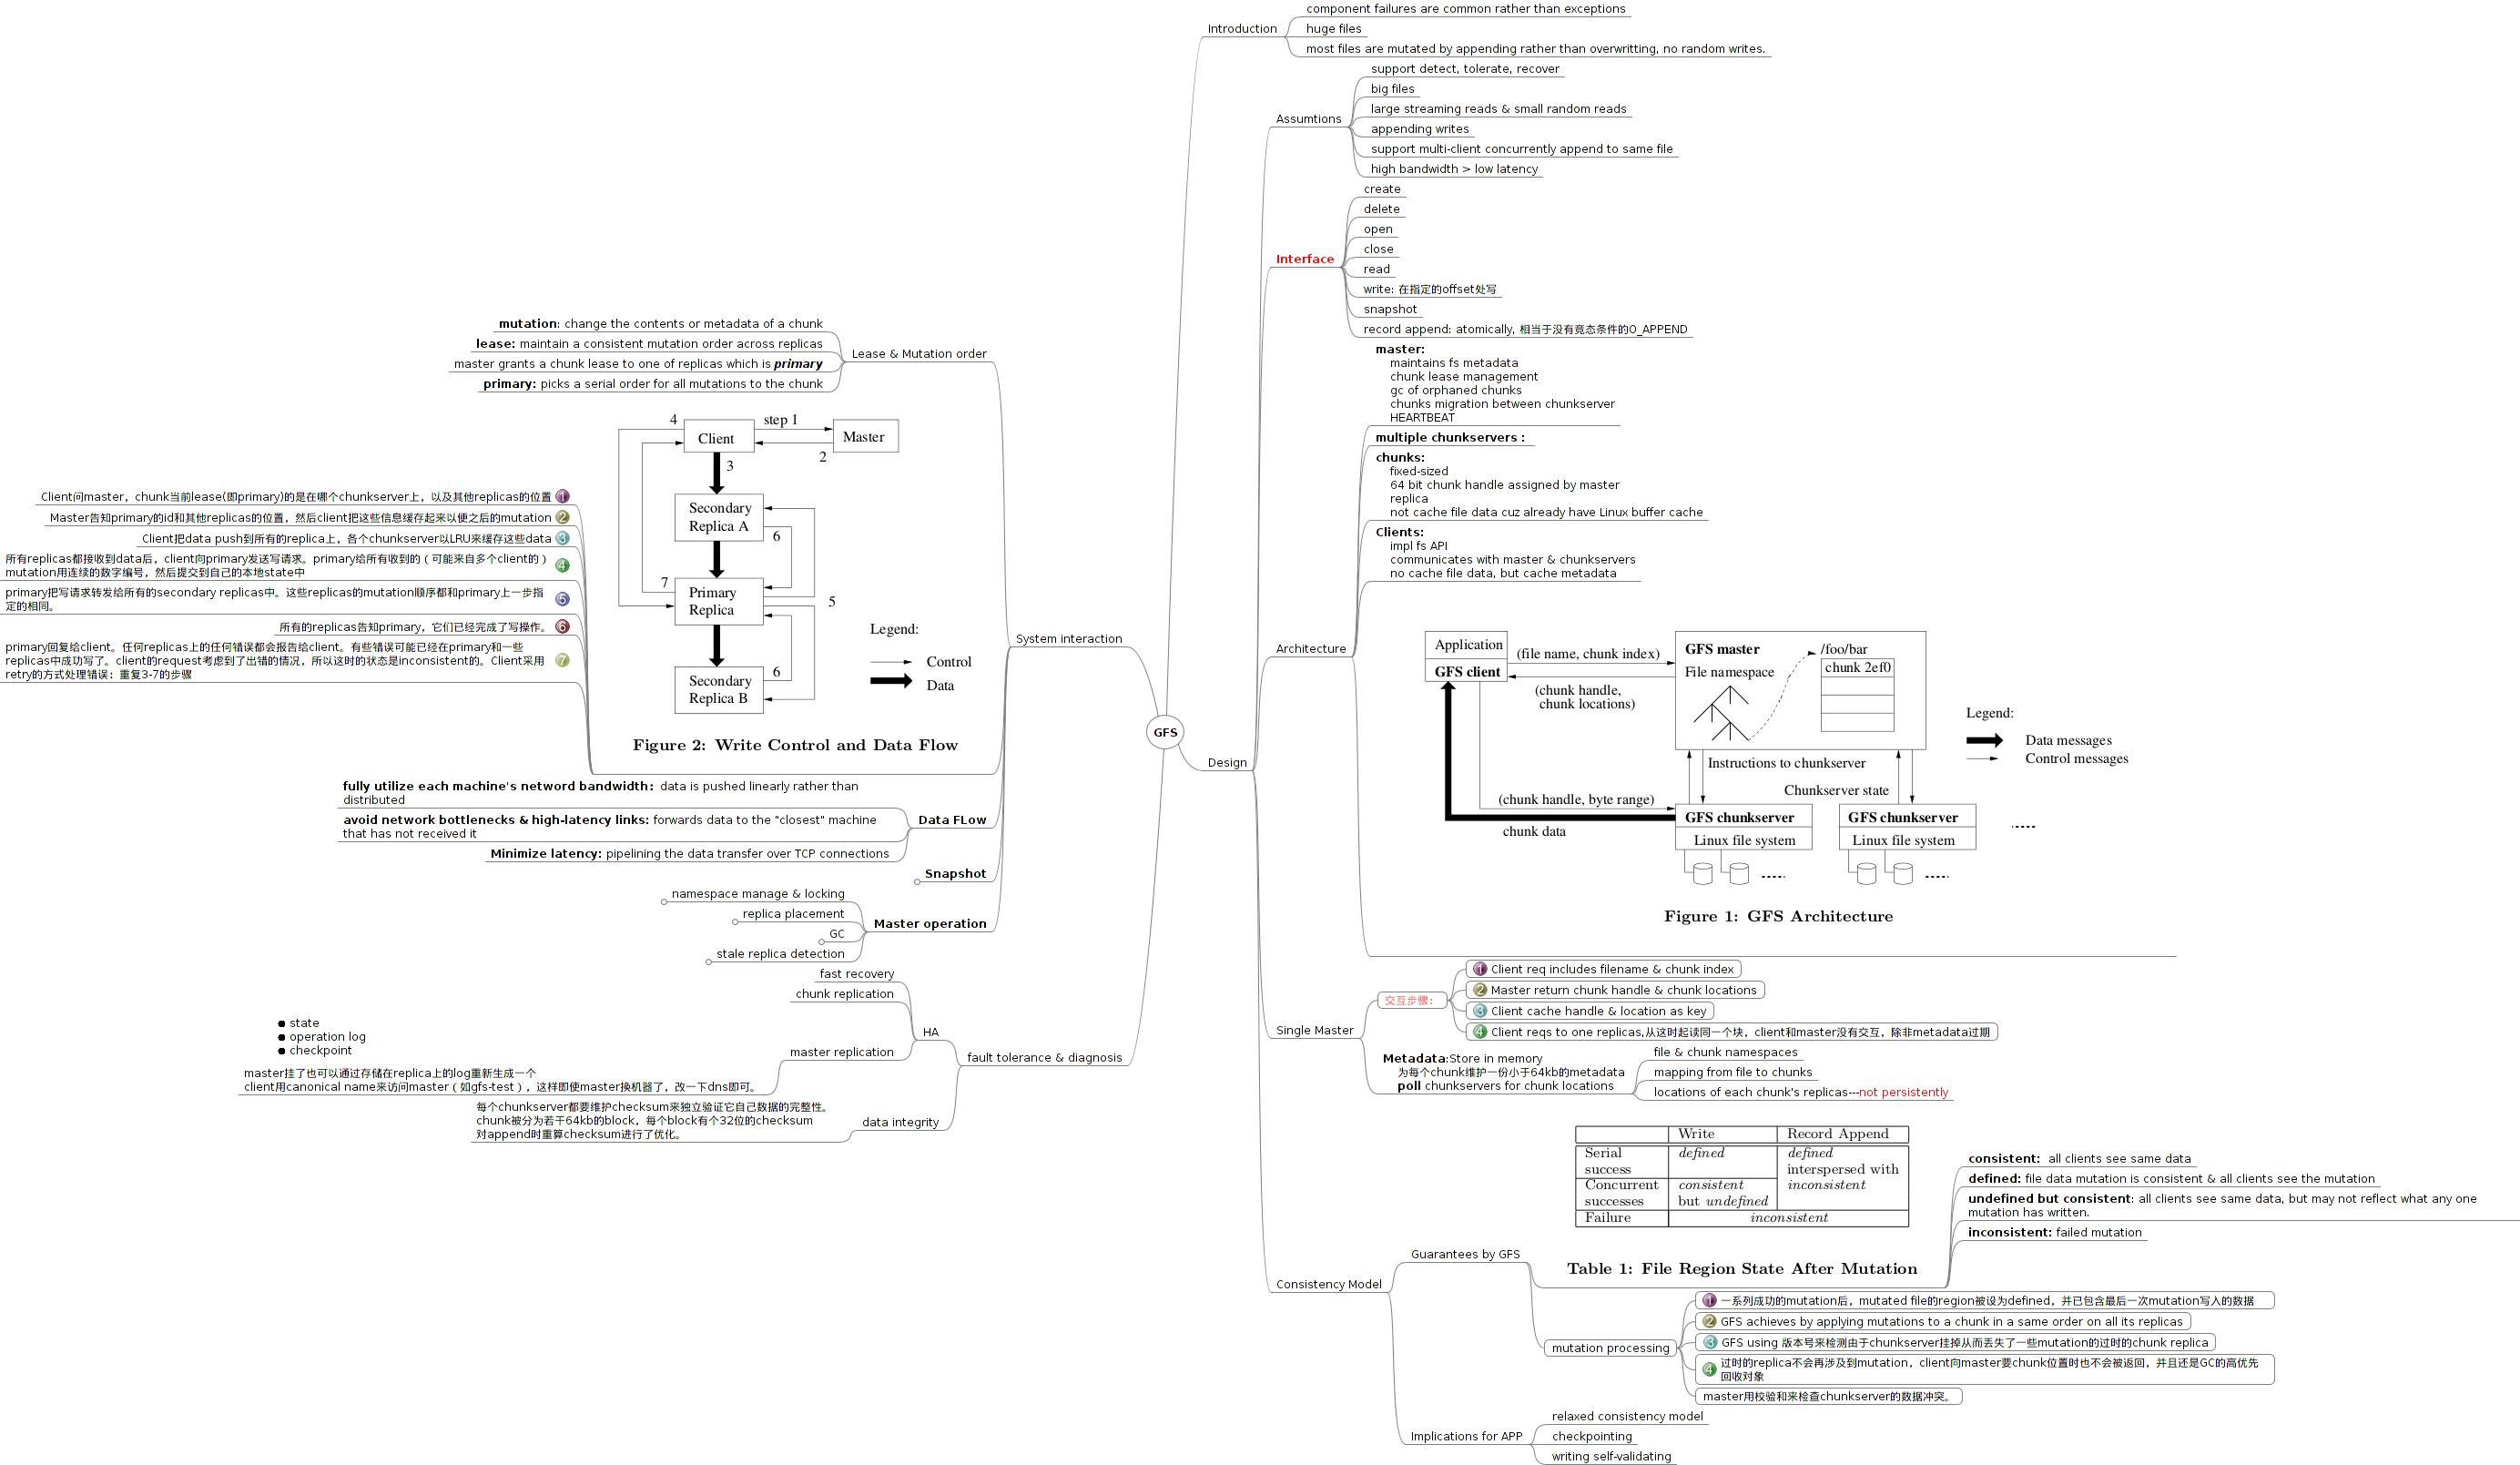 GFS
Introduction
component failures are common rather than exceptions
huge files
most files are mutated by appending rather than overwritting, no random writes.
Design
Assumtions
support detect, tolerate, recover
big files
large streaming reads & small random reads
appending writes
support multi-client concurrently append to same file
high bandwidth > low latency
Interface
create
delete
open
close
read
write: 在指定的offset处写
snapshot
record append: atomically, 相当于没有竟态条件的O_APPEND
Architecture
master:
maintains fs metadata
chunk lease management
gc of orphaned chunks
chunks migration between chunkserver
HEARTBEAT
multiple chunkservers :
chunks:
fixed-sized
64 bit chunk handle assigned by master
replica
not cache file data cuz already have Linux buffer cache
Clients:
impl fs API
communicates with master & chunkservers
no cache file data, but cache metadata
Application
GFS client
(file name, chunk index)
(chunk handle,
chunk locations)
GFS master
File namespace
/foo/bar
chunk 2ef0
Legend:
Data messages
Control messages
Instructions to chunkserver
Chunkserver state
(chunk handle, byte range)
chunk data
GFS chunkserver
Linux file system
GFS chunkserver
Linux file system
Figure 1: GFS Architecture
Single Master
交互步骤：
1 Client req includes filename & chunk index
2 Master return chunk handle & chunk locations
3 Client cache handle & location as key
4 Client reqs to one replicas,从这时起读同一个块，client和master没有交互，除非metadata过期
Metadata:Store in memory
为每个chunk维护一份小于64kb的metadata
poll chunkservers for chunk locations
file & chunk namespaces
mapping from file to chunks
locations of each chunk's replicas---not persistently
Consistency Model
Guarantees by GFS
Write Record Append
Serial success defined defined
interspersed with
inconsistent
Concurrent successes consistent
but undefined
Failure inconsistent
Table 1: File Region State After Mutation
consistent: all clients see same data
defined: file data mutation is consistent & all clients see the mutation
undefined but consistent: all clients see same data, but may not reflect what any one
mutation has written.
inconsistent: failed mutation
mutation processing
1 一系列成功的mutation后，mutated file的region被设为defined，并已包含最后一次mutation写入的数据
2 GFS achieves by applying mutations to a chunk in a same order on all its replicas
3 GFS using 版本号来检测由于chunkserver挂掉从而丢失了一些mutation的过时的chunk replica
4 过时的replica不会再涉及到mutation，client向master要chunk位置时也不会被返回，并且还是GC的高优先
回收对象
master用校验和来检查chunkserver的数据冲突。
Implications for APP
relaxed consistency model
checkpointing
writing self-validating
System interaction
Lease & Mutation order
mutation: change the contents or metadata of a chunk
lease: maintain a consistent mutation order across replicas
master grants a chunk lease to one of replicas which is primary
primary: picks a serial order for all mutations to the chunk
4
step 1
Client
Master
3
2
Secondary
Replica A
6
7
Primary
Replica
5
Legend:
Control
Data
Secondary
Replica B
6
Figure 2: Write Control and Data Flow
Client问master，chunk当前lease(即primary)的是在哪个chunkserver上，以及其他replicas的位置 1
Master告知primary的id和其他replicas的位置，然后client把这些信息缓存起来以便之后的mutation 2
Client把data push到所有的replica上，各个chunkserver以LRU来缓存这些data 3
所有replicas都接收到data后，client向primary发送写请求。primary给所有收到的（可能来自多个client的）
mutation用连续的数字编号，然后提交到自己的本地state中 4
primary把写请求转发给所有的secondary replicas中。这些replicas的mutation顺序都和primary上一步指
定的相同。 5
所有的replicas告知primary，它们已经完成了写操作。 6
primary回复给client。任何replicas上的任何错误都会报告给client。有些错误可能已经在primary和一些
replicas中成功写了。client的request考虑到了出错的情况，所以这时的状态是inconsistent的。Client采用
retry的方式处理错误：重复3-7的步骤 7
Data FLow
fully utilize each machine's netword bandwidth: data is pushed linearly rather than
distributed
avoid network bottlenecks & high-latency links: forwards data to the "closest" machine
that has not received it
Minimize latency: pipelining the data transfer over TCP connections
Snapshot
Master operation
namespace manage & locking
replica placement
GC
stale replica detection
fault tolerance & diagnosis
HA
fast recovery
chunk replication
master replication
state
operation log
checkpoint
master挂了也可以通过存储在replica上的log重新生成一个
client用canonical name来访问master（如gfs-test），这样即使master换机器了，改一下dns即可。
data integrity
每个chunkserver都要维护checksum来独立验证它自己数据的完整性。
chunk被分为若干64kb的block，每个block有个32位的checksum
对append时重算checksum进行了优化。